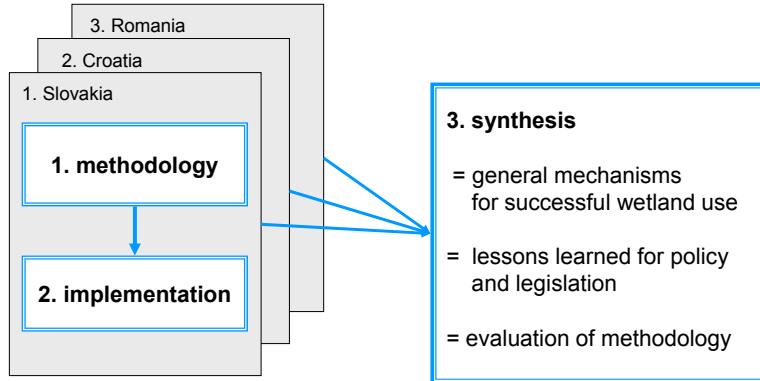 3. Romania
2. Croatia
1. Slovakia
1. methodology
2. implementation
3. synthesis
= general mechanisms
for successful wetland use
= lessons learned for policy
and legislation
= evaluation of methodology